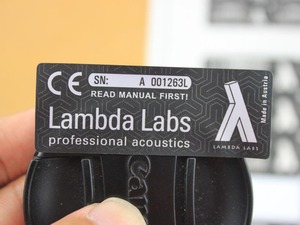 CE SN: A 001263L
READ MANUAL FIRST!
Lambda Labs
professional acoustics
LAMBDA LABS
Made in Austria